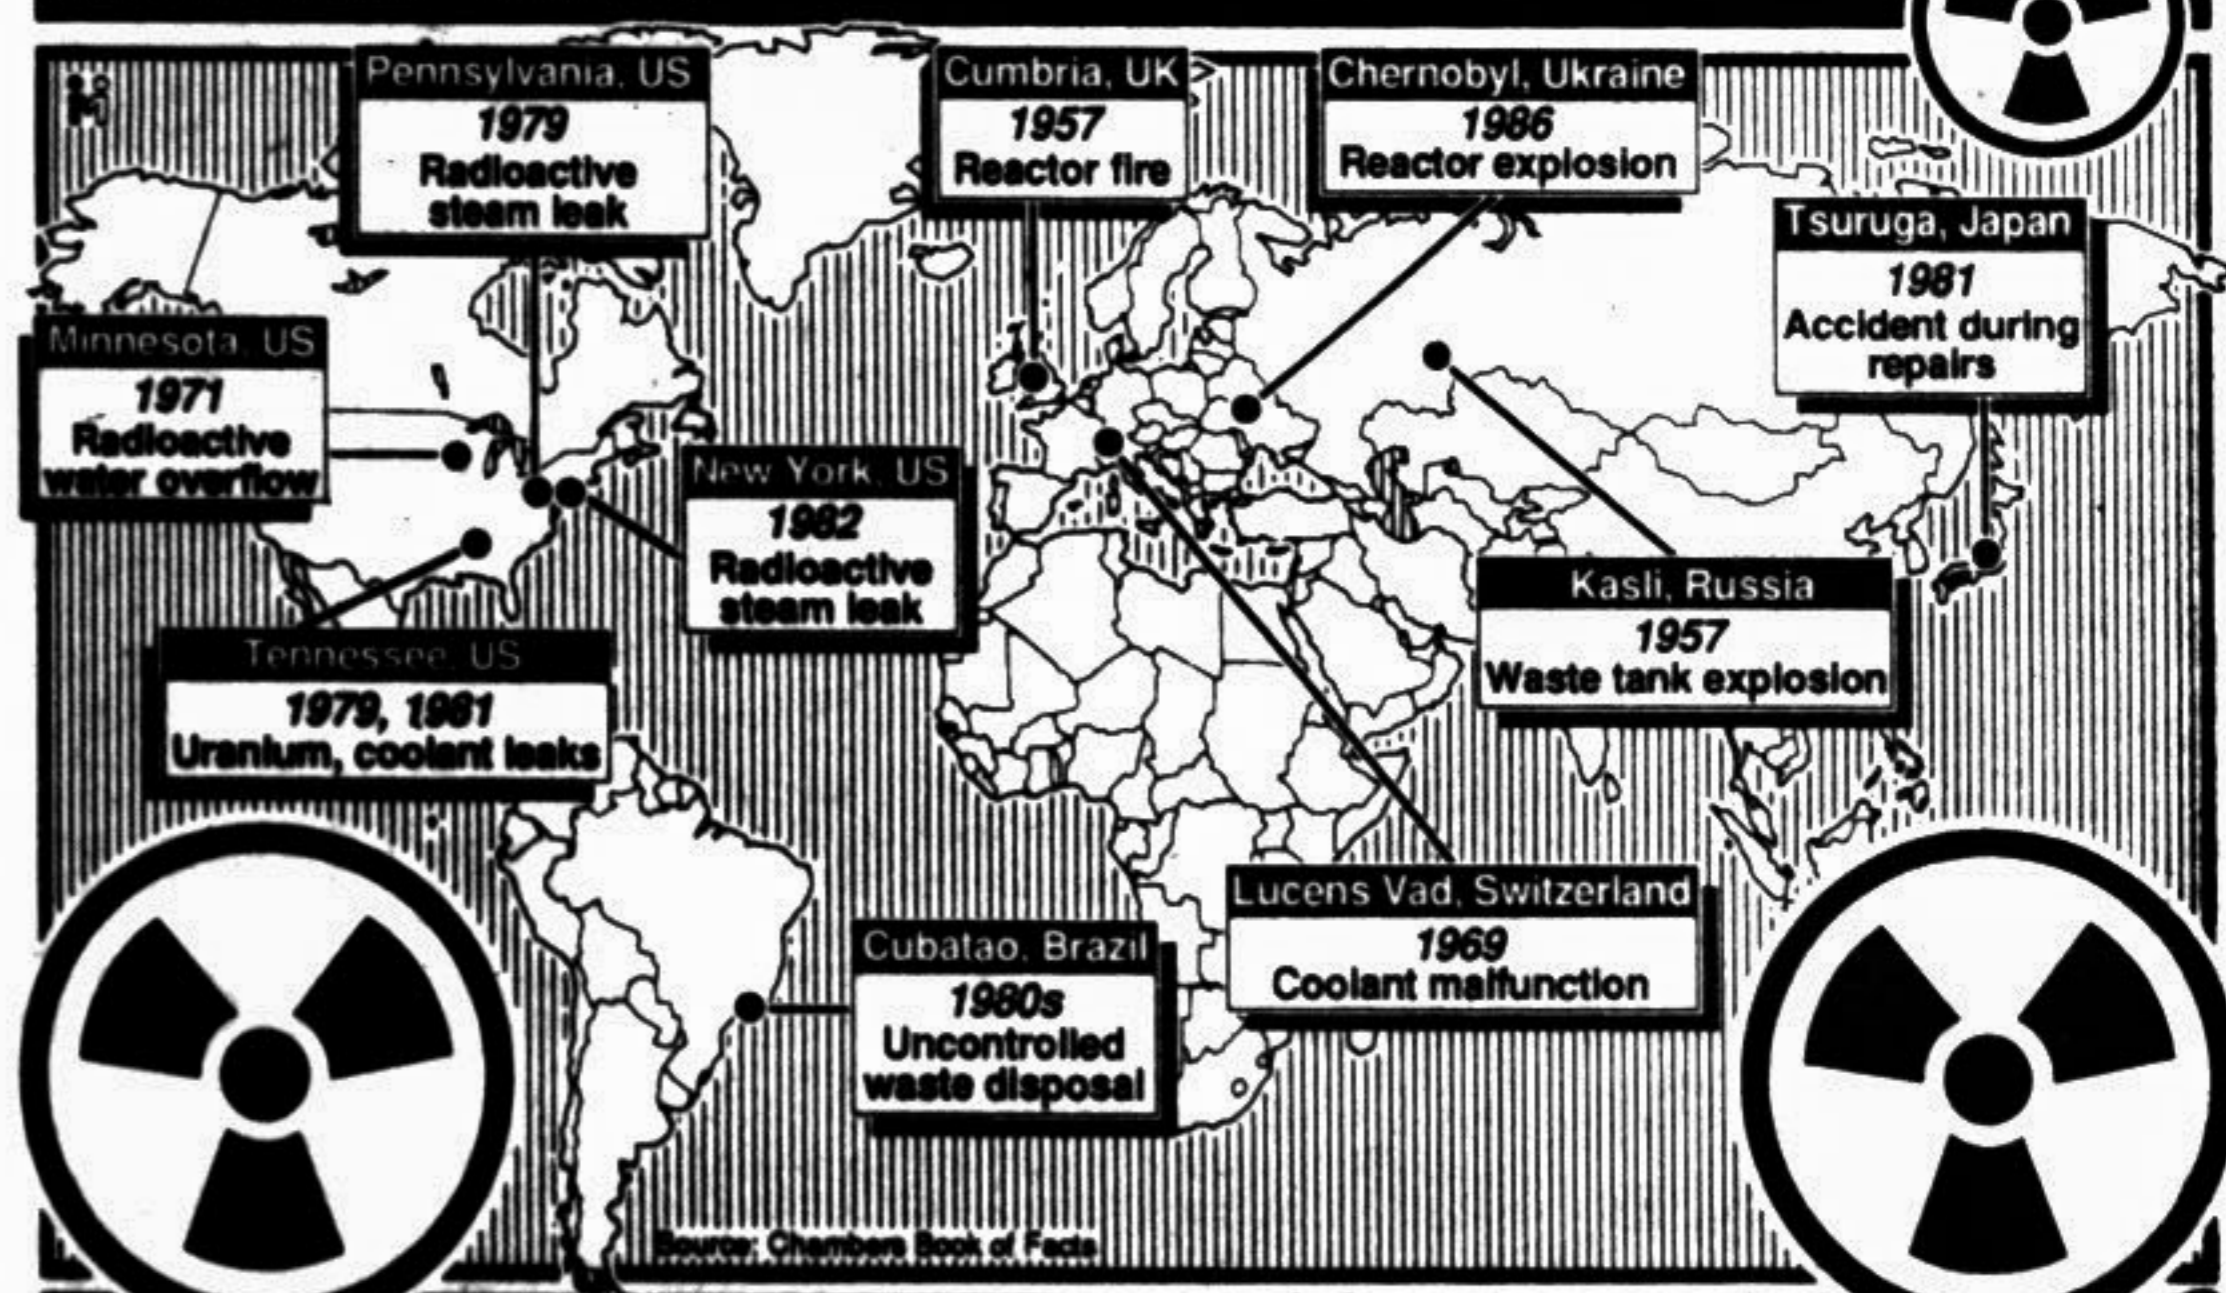 Pennsylvania, US
1979
Radioactive
steam leak
Cumbria, UK
1957
Reactor fire
Chernobyl, Ukraine
1986
Reactor explosion
Tsuruga, Japan
1981
Accident during
repairs
Minnesota, US
1971
Radioactive
water overflow
New York, US
1982
Radioactive
steam leak
Kasli, Russia
1957
Waste tank explosion
Tennessee, US
1979, 1981
Uranium, coolant leaks
Lucens Vad, Switzerland
1969
Coolant malfunction
Cubatao, Brazil
1980s
Uncontrolled
waste disposal
Source: Chambers Book of Facts